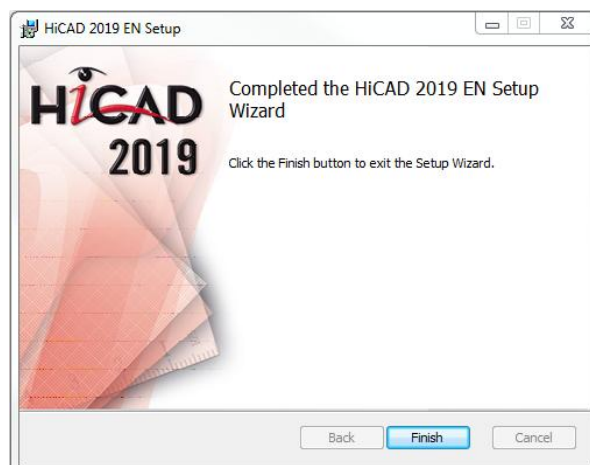 HiCAD 2019 EN Setup
HiCAD
2019
Completed the HiCAD 2019 EN Setup
Wizard
Click the Finish button to exit the Setup Wizard.
Back
Finish
Cancel